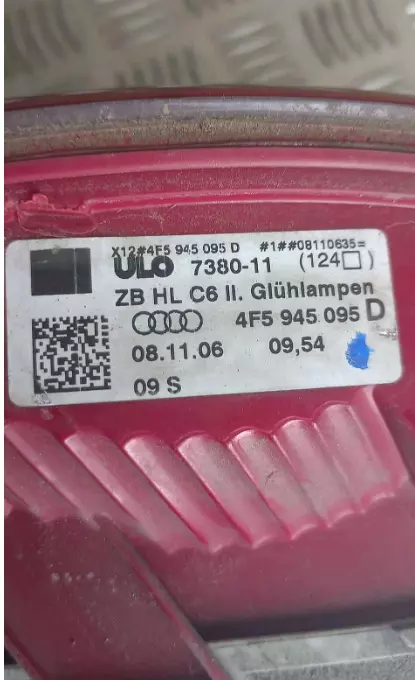 X12#4F5 945 095 D #1##08110635=
ULO 7380-11 (124□)
ZB HL C6 II. Glühlampen
4F5 945 095 D
08.11.06 09,54
09 S